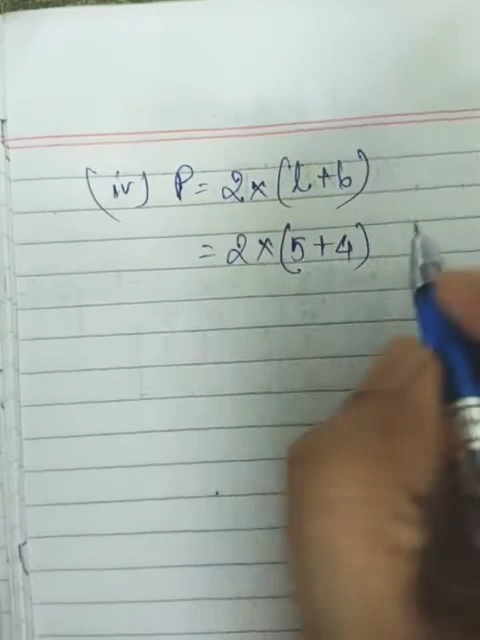 (iv) P = 2 × (l + b)
= 2 × (5 + 4)